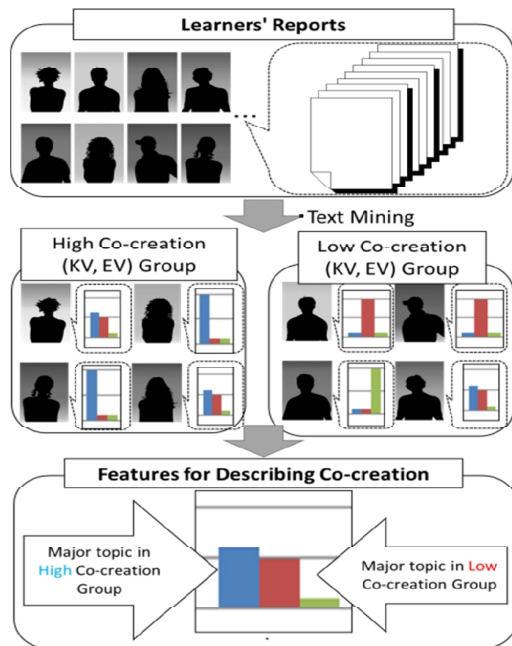 Learners' Reports
...
・Text Mining
High Co-creation
(KV, EV) Group
Low Co-creation
(KV, EV) Group
Features for Describing Co-creation
Major topic in
High Co-creation
Group
Major topic in Low
Co-creation Group